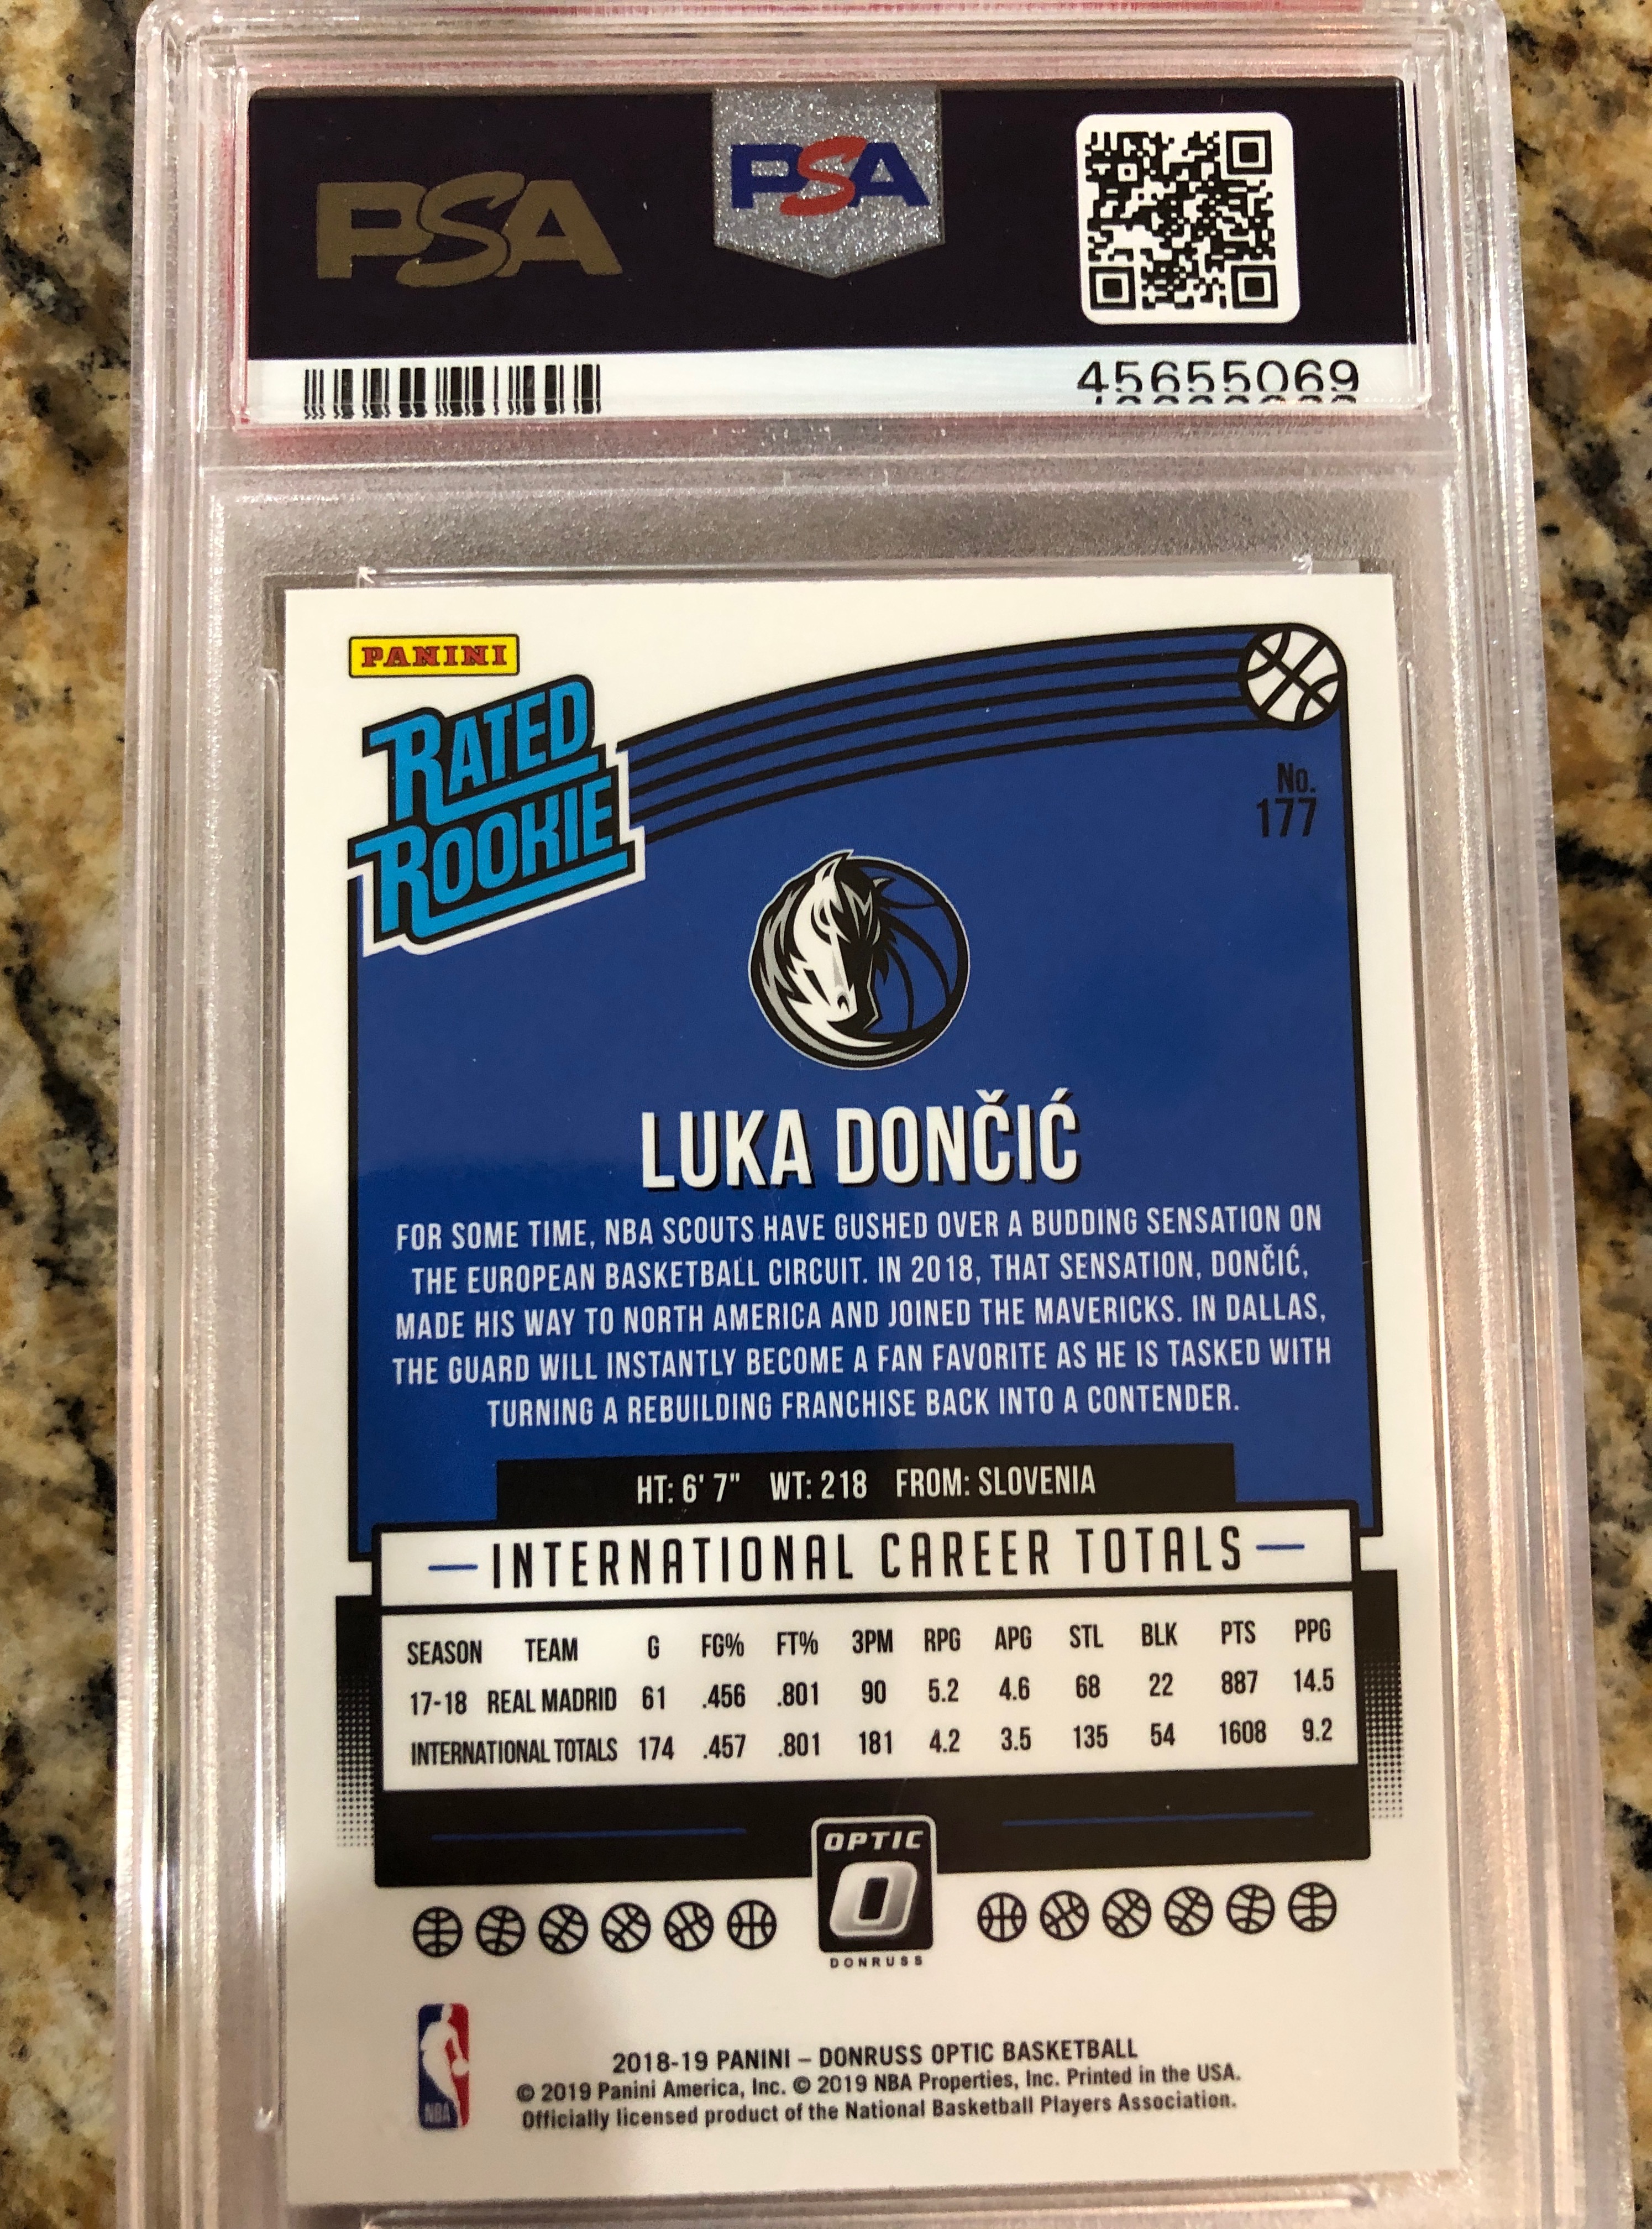 PSA
PSA
45655069
PANINI
RATED
ROOKIE
No.
177
LUKA DONČIĆ
FOR SOME TIME, NBA SCOUTS HAVE GUSHED OVER A BUDDING SENSATION ON
THE EUROPEAN BASKETBALL CIRCUIT. IN 2018, THAT SENSATION, DONČIĆ,
MADE HIS WAY TO NORTH AMERICA AND JOINED THE MAVERICKS. IN DALLAS,
THE GUARD WILL INSTANTLY BECOME A FAN FAVORITE AS HE IS TASKED WITH
TURNING A REBUILDING FRANCHISE BACK INTO A CONTENDER.
HT: 6' 7" WT: 218 FROM: SLOVENIA
INTERNATIONAL CAREER TOTALS
SEASON TEAM G FG% FT% 3PM RPG APG STL BLK PTS PPG
17-18 REAL MADRID 61 .456 .801 90 5.2 4.6 68 22 887 14.5
INTERNATIONAL TOTALS 174 .457 .801 181 4.2 3.5 135 54 1608 9.2
OPTIC
O
DONRUSS
NBA
2018-19 PANINI – DONRUSS OPTIC BASKETBALL
© 2019 Panini America, Inc. © 2019 NBA Properties, Inc. Printed in the USA.
Officially licensed product of the National Basketball Players Association.